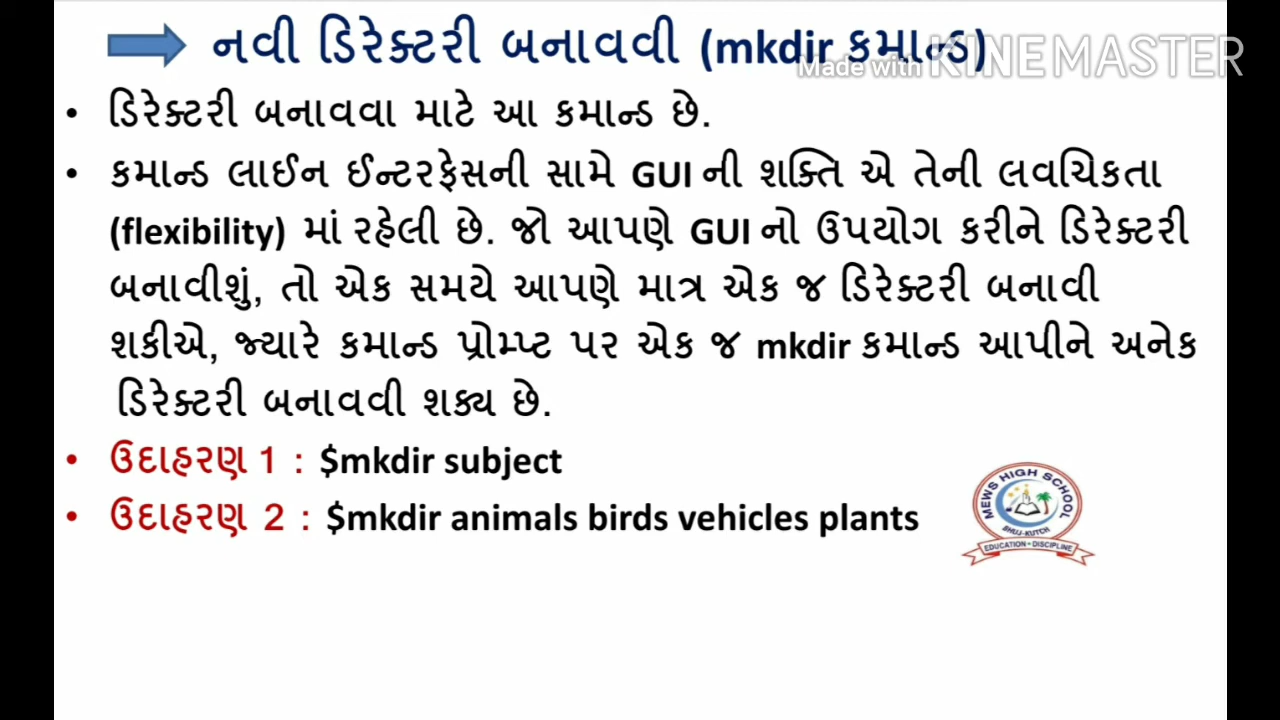 નવી ડિરેક્ટરી બનાવવી (mkdir કમાન્ડ)
Made with KINEMASTER
• ડિરેક્ટરી બનાવવા માટે આ કમાન્ડ છે.
• કમાન્ડ લાઈન ઈન્ટરફેસની સામે GUI ની શક્તિ એ તેની લવચિકતા
(flexibility) માં રહેલી છે. જો આપણે GUI નો ઉપયોગ કરીને ડિરેક્ટરી
બનાવીશું, તો એક સમયે આપણે માત્ર એક જ ડિરેક્ટરી બનાવી
શકીએ, જ્યારે કમાન્ડ પ્રોમ્પ્ટ પર એક જ mkdir કમાન્ડ આપીને અનેક
ડિરેક્ટરી બનાવવી શક્ય છે.
• ઉદાહરણ 1 : $mkdir subject
• ઉદાહરણ 2 : $mkdir animals birds vehicles plants
MEWS HIGH SCHOOL
BHUJ-KUTCH
EDUCATION • DISCIPLINE